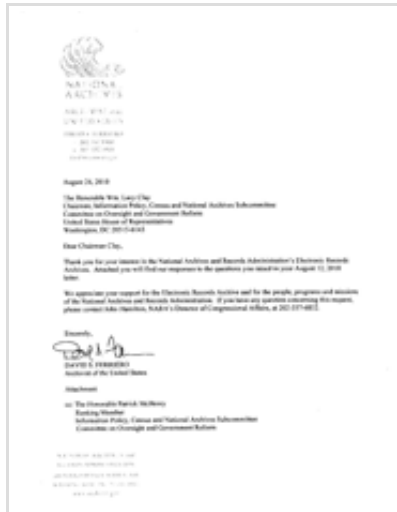 NATIONAL
ARCHIVES
August 24, 2010
The Honorable Wm. Lacy Clay
Chairman, Information Policy, Census and National Archives Subcommittee
Committee on Oversight and Government Reform
United States House of Representatives
Washington, DC 20515-6143
Dear Chairman Clay,
Thank you for your interest in the National Archives and Records Administration's Electronic Records
Archives. Attached you will find our responses to the questions you raised in your August 12, 2010
letter.
We appreciate your support for the Electronic Records Archives and for the people, programs and missions
of the National Archives and Records Administration. If you have any question concerning this request,
please contact John Hamilton, NARA's Director of Congressional Affairs, at
Sincerely,
DAVID S. FERRIERO
Archivist of the United States
Attachment
cc: The Honorable Patrick McHenry
Ranking Member
Information Policy, Census and National Archives Subcommittee
Committee on Oversight and Government Reform